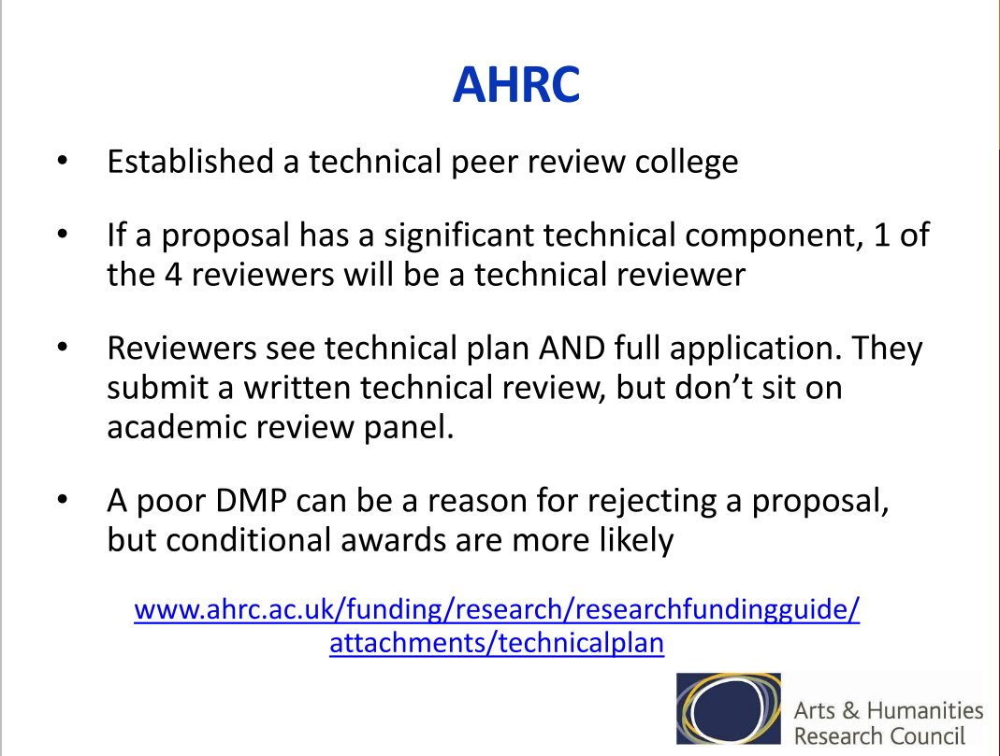 AHRC
• Established a technical peer review college
• If a proposal has a significant technical component, 1 of
the 4 reviewers will be a technical reviewer
• Reviewers see technical plan AND full application. They
submit a written technical review, but don’t sit on
academic review panel.
• A poor DMP can be a reason for rejecting a proposal,
but conditional awards are more likely
www.ahrc.ac.uk/funding/research/researchfundingguide/
attachments/technicalplan
Arts & Humanities
Research Council